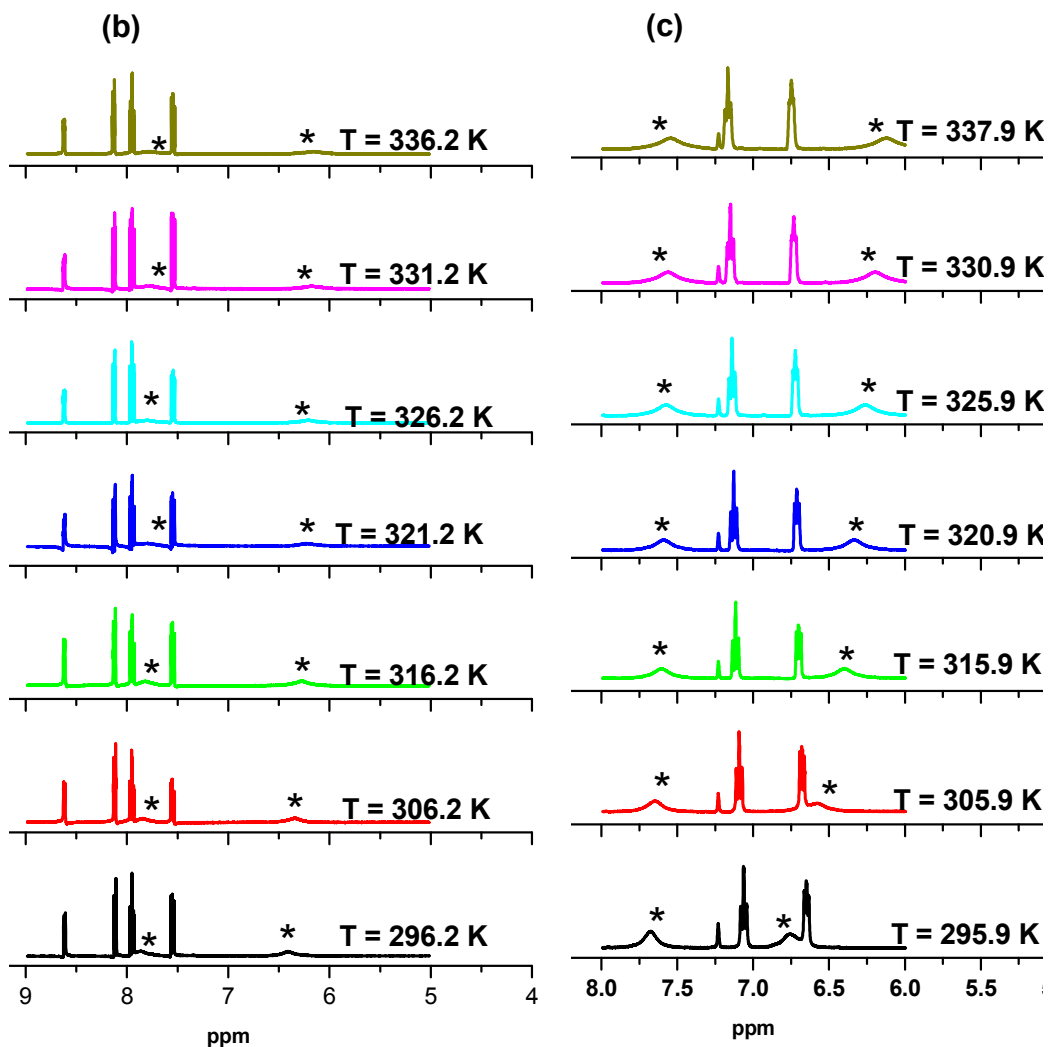 (b)
*
*
T = 336.2 K
*
*
T = 331.2 K
*
*
T = 326.2 K
*
*
T = 321.2 K
*
*
T = 316.2 K
*
*
T = 306.2 K
*
*
T = 296.2 K
9 8 7 6 5 4
ppm
(c)
*
*
T = 337.9 K
*
*
T = 330.9 K
*
*
T = 325.9 K
*
*
T = 320.9 K
*
*
T = 315.9 K
*
*
T = 305.9 K
*
*
T = 295.9 K
8.0 7.5 7.0 6.5 6.0 5.5
ppm